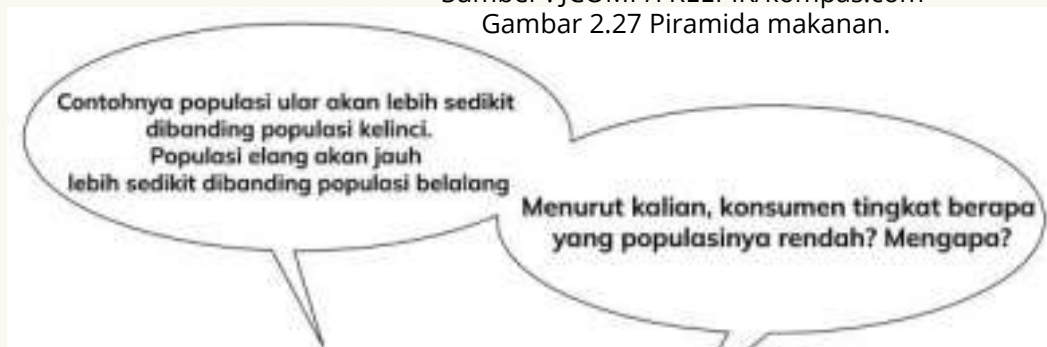 Gambar 2.27 Piramida makanan.
Contohnya populasi ular akan lebih sedikit
dibanding populasi kelinci.
Populasi elang akan jauh
lebih sedikit dibanding populasi belalang
Menurut kalian, konsumen tingkat berapa
yang populasinya rendah? Mengapa?